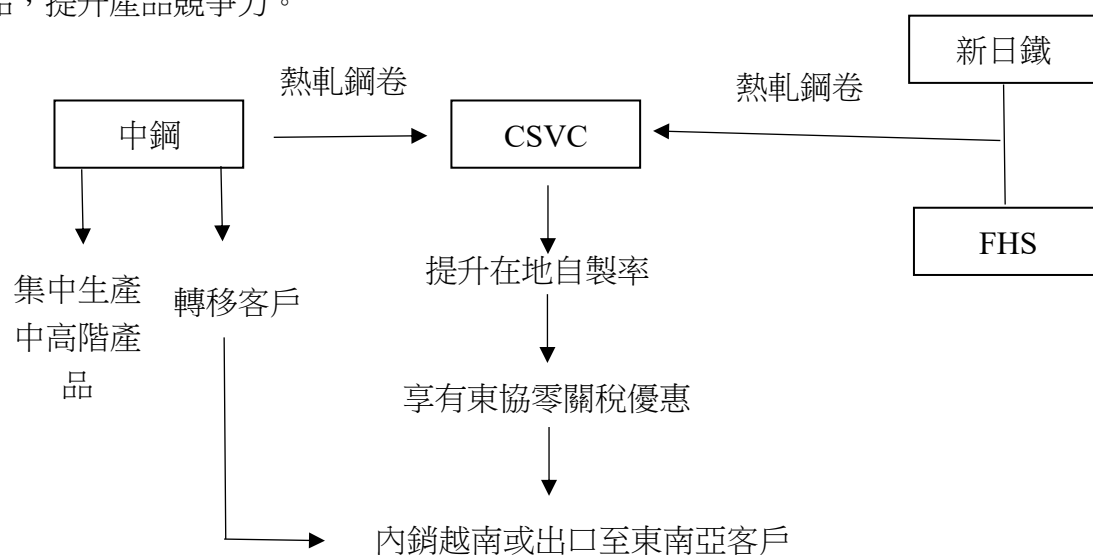 品，提升產品競爭力。
新日鐵
熱軋鋼卷
熱軋鋼卷
中鋼
CSVC
FHS
提升在地自製率
集中生產
中高階產
品
轉移客戶
享有東協零關稅優惠
內銷越南或出口至東南亞客戶